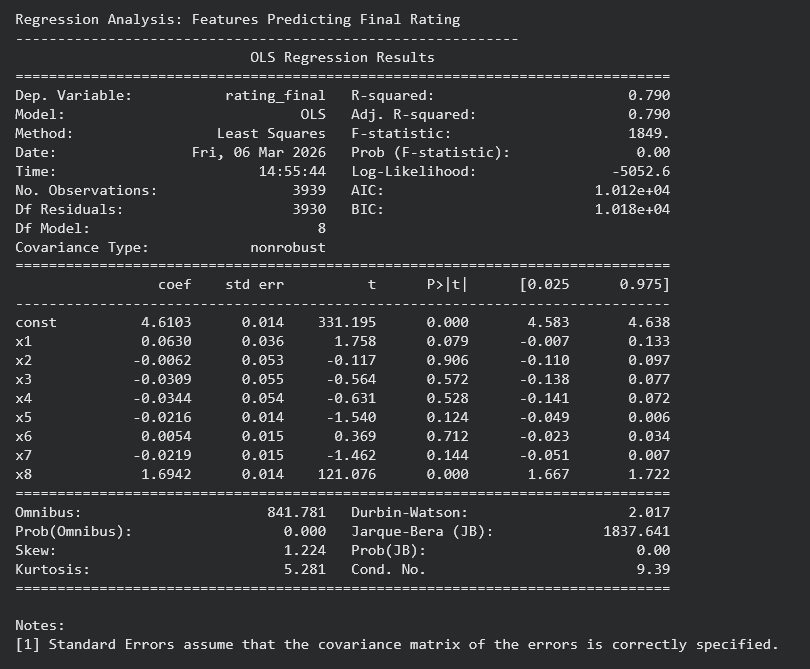 Regression Analysis: Features Predicting Final Rating
------------------------------------------------------------
OLS Regression Results
==============================================================================
Dep. Variable: rating_final R-squared: 0.790
Model: OLS Adj. R-squared: 0.790
Method: Least Squares F-statistic: 1849.
Date: Fri, 06 Mar 2026 Prob (F-statistic): 0.00
Time: 14:55:44 Log-Likelihood: -5052.6
No. Observations: 3939 AIC: 1.012e+04
Df Residuals: 3930 BIC: 1.018e+04
Df Model: 8
Covariance Type: nonrobust
==============================================================================
coef std err t P>|t| [0.025 0.975]
------------------------------------------------------------------------------
const 4.6103 0.014 331.195 0.000 4.583 4.638
x1 0.0630 0.036 1.758 0.079 -0.007 0.133
x2 -0.0062 0.053 -0.117 0.906 -0.110 0.097
x3 -0.0309 0.055 -0.564 0.572 -0.138 0.077
x4 -0.0344 0.054 -0.631 0.528 -0.141 0.072
x5 -0.0216 0.014 -1.540 0.124 -0.049 0.006
x6 0.0054 0.015 0.369 0.712 -0.023 0.034
x7 -0.0219 0.015 -1.462 0.144 -0.051 0.007
x8 1.6942 0.014 121.076 0.000 1.667 1.722
==============================================================================
Omnibus: 841.781 Durbin-Watson: 2.017
Prob(Omnibus): 0.000 Jarque-Bera (JB): 1837.641
Skew: 1.224 Prob(JB): 0.00
Kurtosis: 5.281 Cond. No. 9.39
==============================================================================
Notes:
[1] Standard Errors assume that the covariance matrix of the errors is correctly specified.